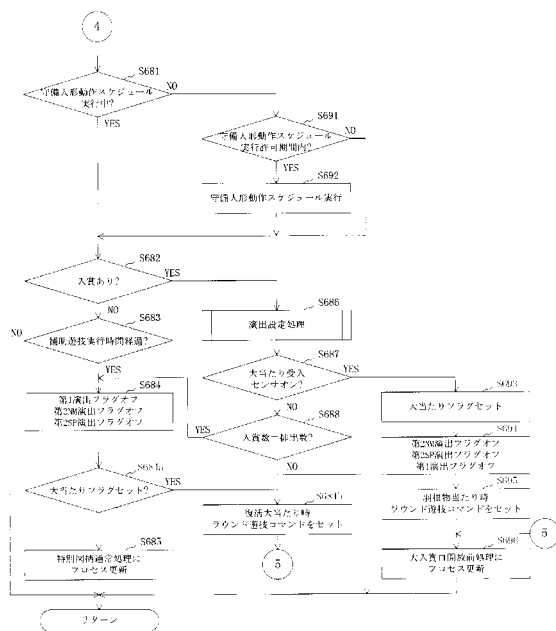 4
S681
守備人形動作スケジュール
実行中?
NO
YES
S691
守備人形動作スケジュール
実行許可期間内?
NO
YES
S692
守備人形動作スケジュール実行
S682
入賞あり?
YES
NO
S683
補助遊技実行時間経過?
NO
YES
S686
演出設定処理
S687
大当たり受入
センサオン?
YES
NO
S684
第1演出フラグオフ
第2NM演出フラグオフ
第2SP演出フラグオフ
S688
入賞数=排出数?
YES
NO
S693
大当たりフラグセット
S694
第2NM演出フラグオフ
第2SP演出フラグオフ
第1演出フラグオフ
S684a
大当たりフラグセット?
YES
S684b
復活大当たり時
ラウンド遊技コマンドをセット
5
S695
羽根物当たり時
ラウンド遊技コマンドをセット
5
S685
特別図柄通常処理に
プロセス更新
S696
大入賞口開放前処理に
プロセス更新
リターン